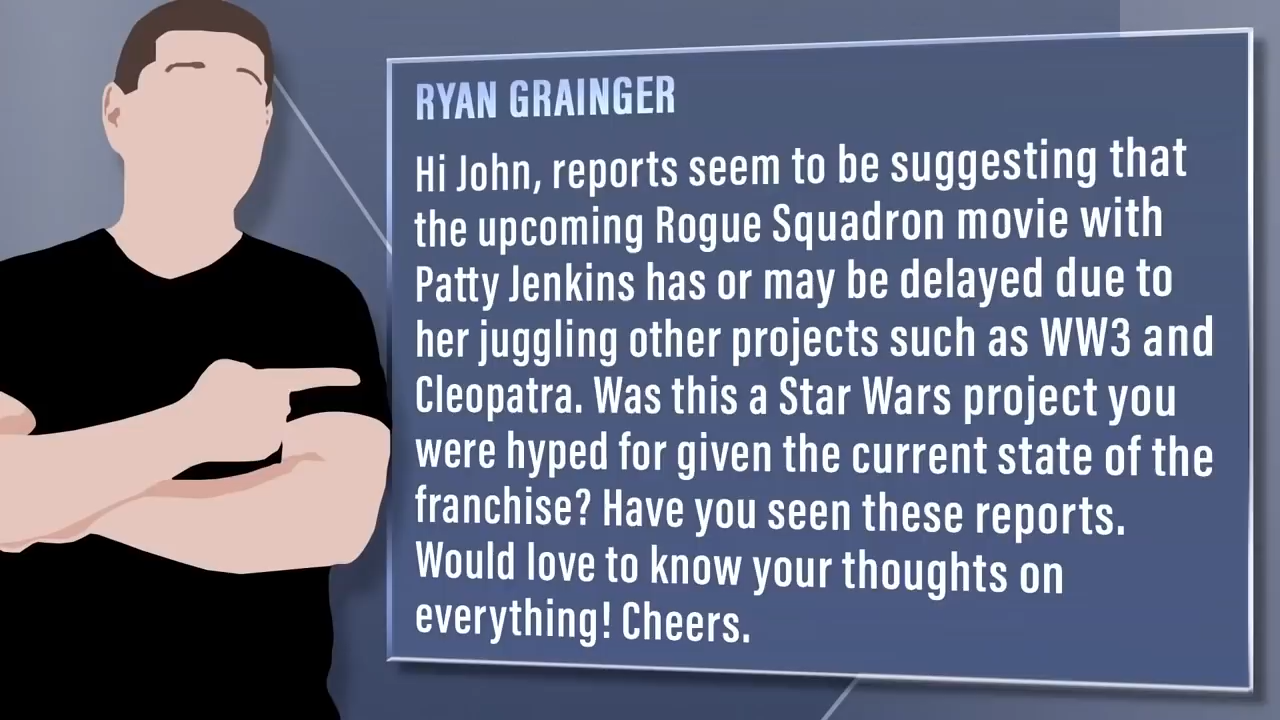 RYAN GRAINGER
Hi John, reports seem to be suggesting that
the upcoming Rogue Squadron movie with
Patty Jenkins has or may be delayed due to
her juggling other projects such as WW3 and
Cleopatra. Was this a Star Wars project you
were hyped for given the current state of the
franchise? Have you seen these reports.
Would love to know your thoughts on
everything! Cheers.